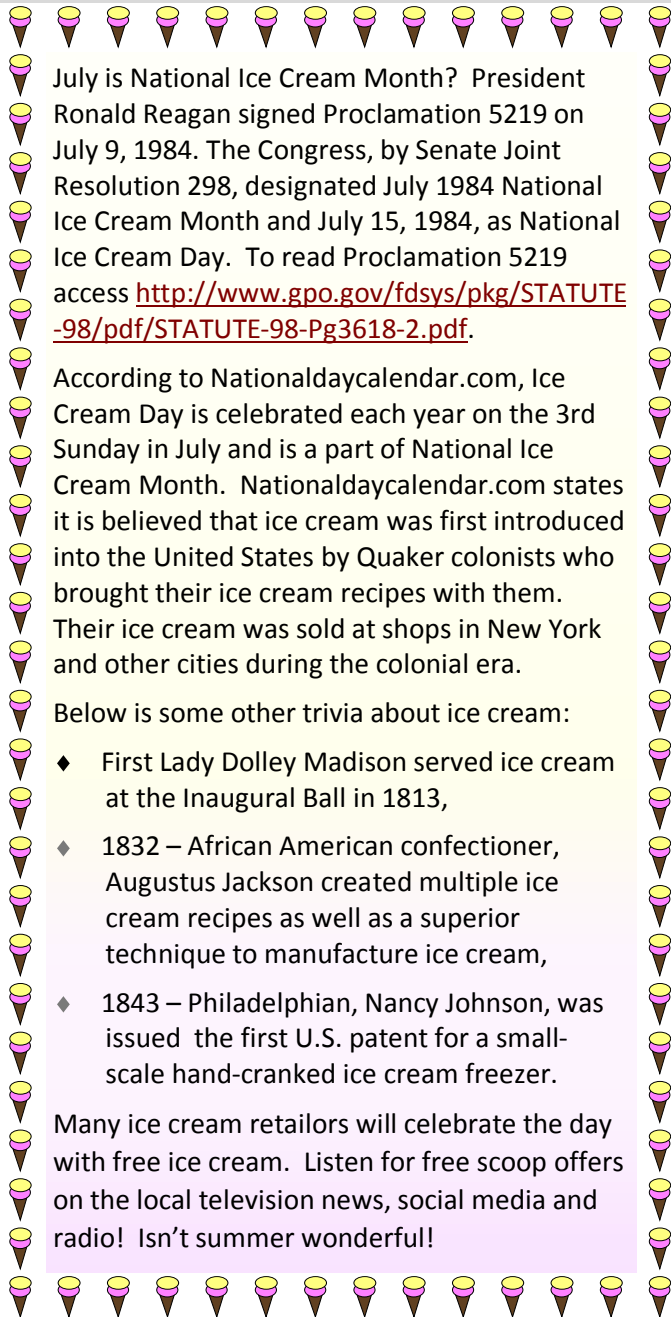 July is National Ice Cream Month?  President
Ronald Reagan signed Proclamation 5219 on
July 9, 1984. The Congress, by Senate Joint
Resolution 298, designated July 1984 National
Ice Cream Month and July 15, 1984, as National
Ice Cream Day.  To read Proclamation 5219
access http://www.gpo.gov/fdsys/pkg/STATUTE
-98/pdf/STATUTE-98-Pg3618-2.pdf.
According to Nationaldaycalendar.com, Ice
Cream Day is celebrated each year on the 3rd
Sunday in July and is a part of National Ice
Cream Month.  Nationaldaycalendar.com states
it is believed that ice cream was first introduced
into the United States by Quaker colonists who
brought their ice cream recipes with them.
Their ice cream was sold at shops in New York
and other cities during the colonial era.
Below is some other trivia about ice cream:
♦ First Lady Dolley Madison served ice cream
at the Inaugural Ball in 1813,
♦ 1832 – African American confectioner,
Augustus Jackson created multiple ice
cream recipes as well as a superior
technique to manufacture ice cream,
♦ 1843 – Philadelphian, Nancy Johnson, was
issued  the first U.S. patent for a small-
scale hand-cranked ice cream freezer.
Many ice cream retailors will celebrate the day
with free ice cream.  Listen for free scoop offers
on the local television news, social media and
radio!  Isn’t summer wonderful!